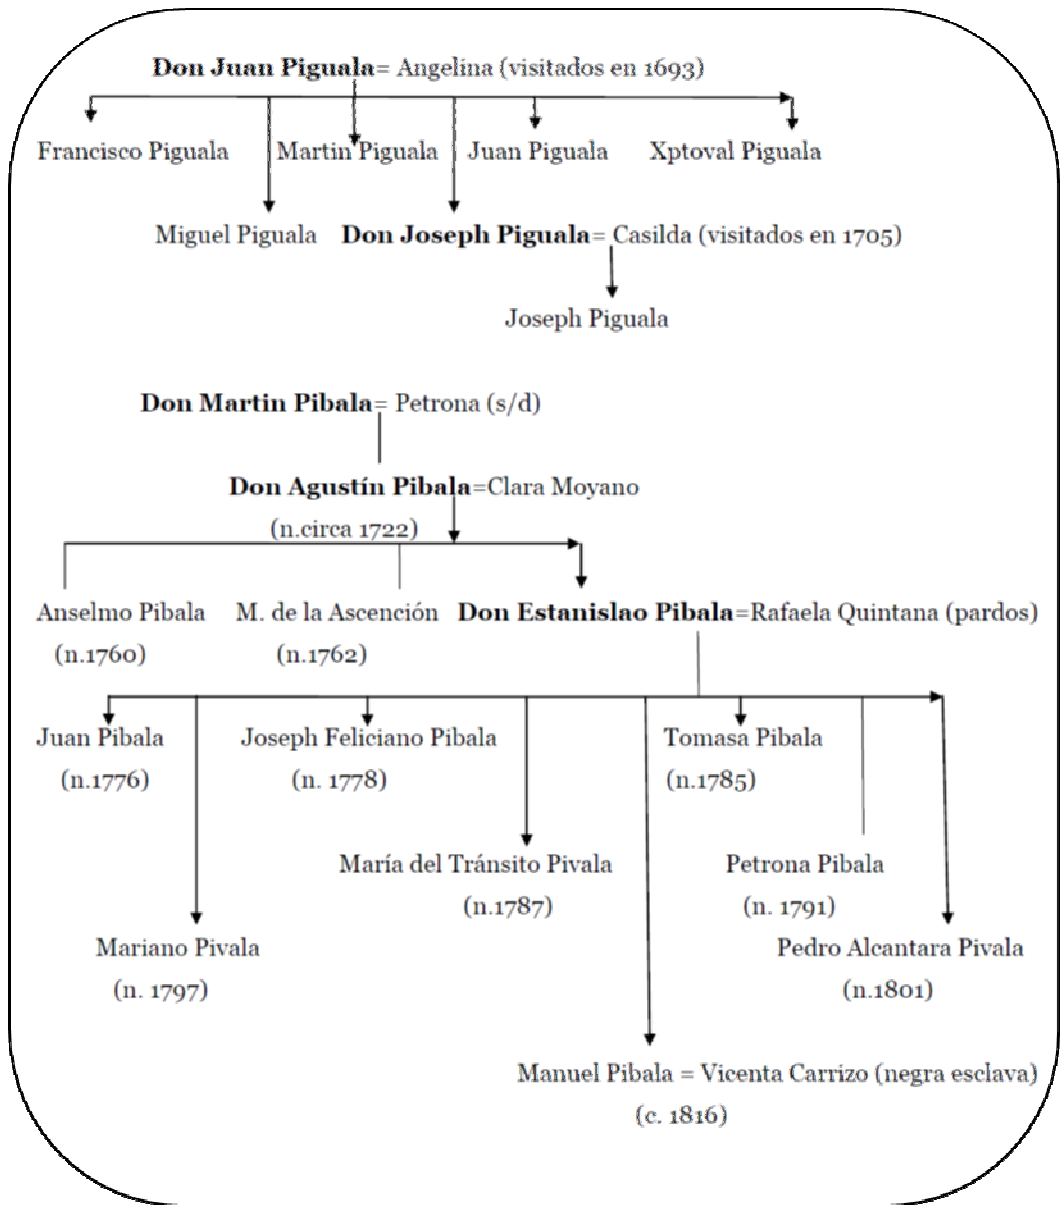 Don Juan Piguala= Angelina (visitados en 1693)
Francisco Piguala Martin Piguala Juan Piguala Xptoval Piguala
Miguel Piguala Don Joseph Piguala= Casilda (visitados en 1705)
Joseph Piguala
Don Martin Pibala= Petrona (s/d)
Don Agustín Pibala=Clara Moyano
(n.circa 1722)
Anselmo Pibala M. de la Ascención Don Estanislao Pibala=Rafaela Quintana (pardos)
(n.1760) (n.1762)
Juan Pibala Joseph Feliciano Pibala Tomasa Pibala
(n.1776) (n. 1778) (n.1785)
María del Tránsito Pivala Petrona Pibala
(n.1787) (n. 1791)
Mariano Pivala Pedro Alcantara Pivala
(n. 1797) (n.1801)
Manuel Pibala = Vicenta Carrizo (negra esclava)
(c. 1816)